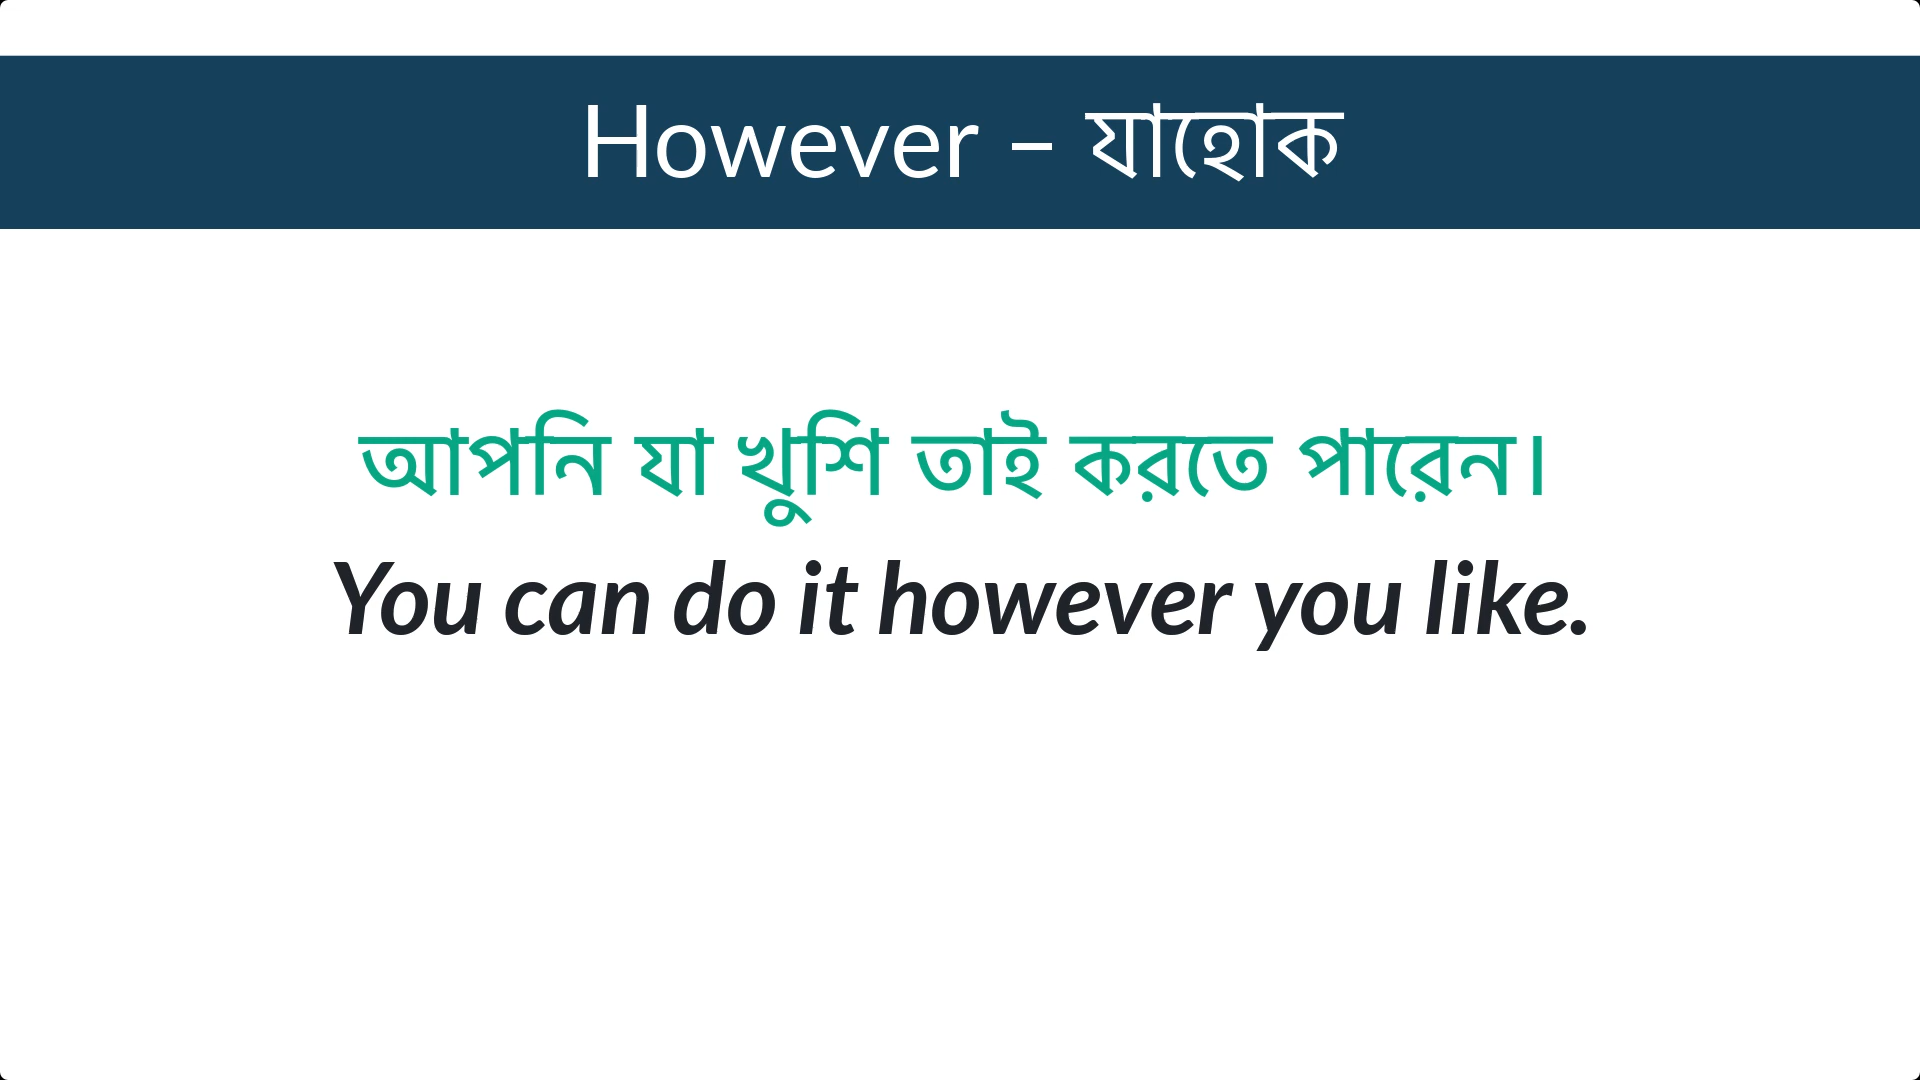 However – যাহোক
আপনি যা খুশি তাই করতে পারেন।
You can do it however you like.